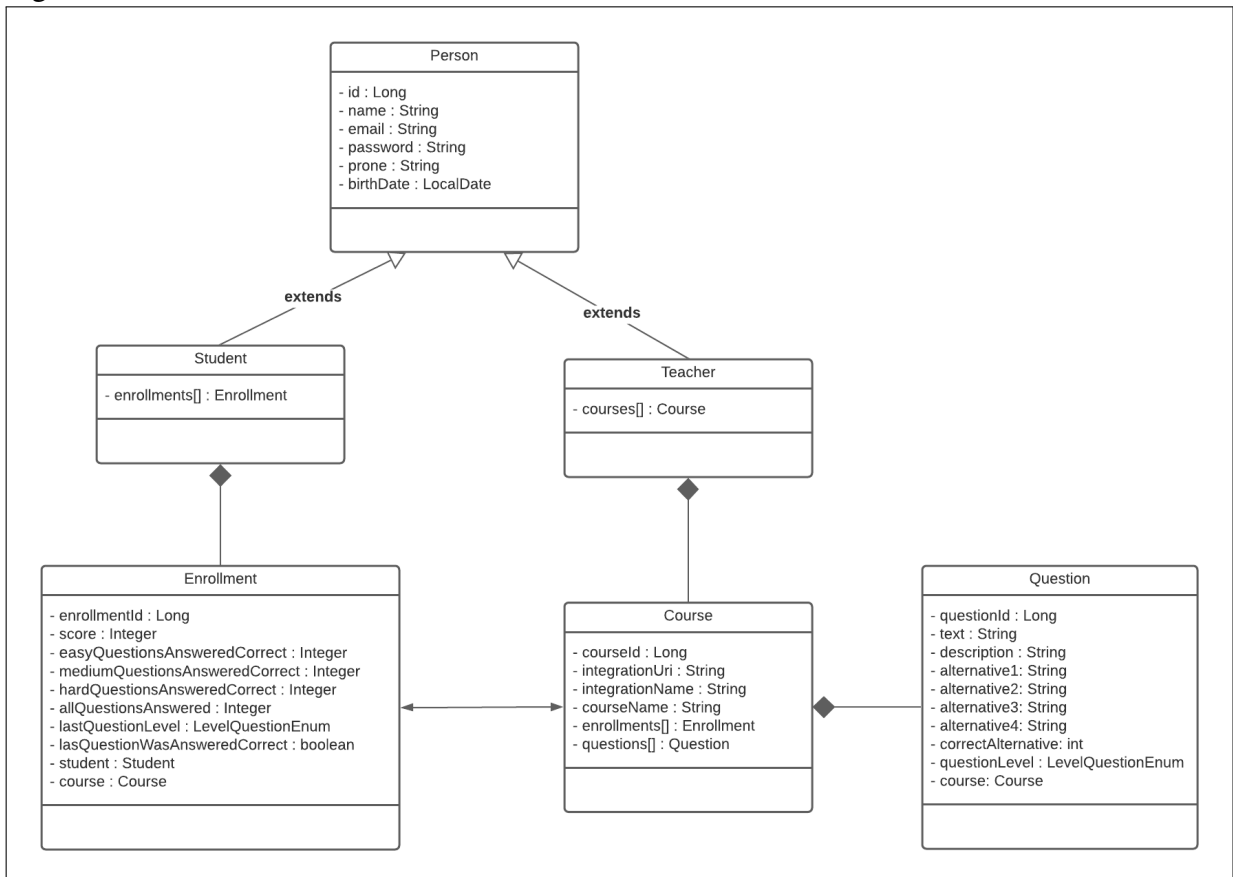 Person
- id : Long
- name : String
- email : String
- password : String
- prone : String
- birthDate : LocalDate
extends
extends
Student
- enrollments[] : Enrollment
Teacher
- courses[] : Course
Enrollment
- enrollmentId : Long
- score : Integer
- easyQuestionsAnsweredCorrect : Integer
- mediumQuestionsAnsweredCorrect : Integer
- hardQuestionsAnsweredCorrect : Integer
- allQuestionsAnswered : Integer
- lastQuestionLevel : LevelQuestionEnum
- lasQuestionWasAnsweredCorrect : boolean
- student : Student
- course : Course
Course
- courseId : Long
- integrationUri : String
- integrationName : String
- courseName : String
- enrollments[] : Enrollment
- questions[] : Question
Question
- questionId : Long
- text : String
- description : String
- alternative1: String
- alternative2: String
- alternative3: String
- alternative4: String
- correctAlternative: int
- questionLevel : LevelQuestionEnum
- course: Course